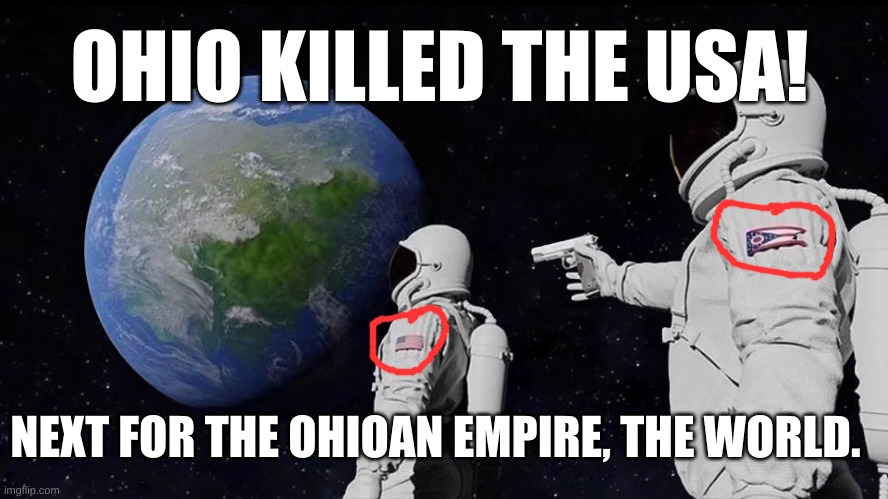 OHIO KILLED THE USA!
NEXT FOR THE OHIOAN EMPIRE, THE WORLD.
imgflip.com